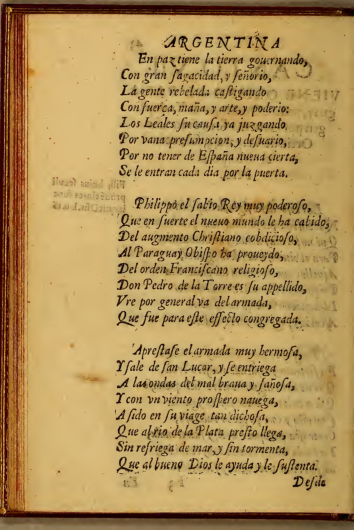 ARGENTINA
En paz tiene la tierra gouernando,
Con gran sagacidad, y señorio,
La gente rebelada castigando
Con fuerça, maña, y arte, y poderio:
Los Leales su causa ya juzgando
Por vana presumpcion, y desuario,
Por no tener de España nueua cierta,
Se le entran cada dia por la puerta.
Philippo el sabio Rey muy poderoso,
Que en suerte el nueuo mundo le ha cabido,
Del augmento Christiano cobdicioso,
Al Paraguay Obispo ha proueydo,
Del orden Franciscano religioso,
Don Pedro de la Torre es su appellido,
Vre por general va del armada,
Que fue para este effecto congregada.
Aprestase el armada muy hermosa,
Y sale de san Lucar, y se entriega
A las ondas del mal braua y sañosa,
Y con vn viento prospero nauega,
A sido en su viage tan dichosa,
Que al rio de la Plata presto llega,
Sin refriega de mar, y sin tormenta,
Que al bueno Dios le ayuda y le sustenta.
Desde